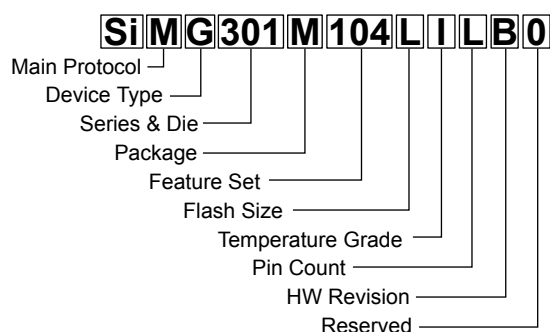 SiMG301M104LILB0
Main Protocol
Device Type
Series & Die
Package
Feature Set
Flash Size
Temperature Grade
Pin Count
HW Revision
Reserved